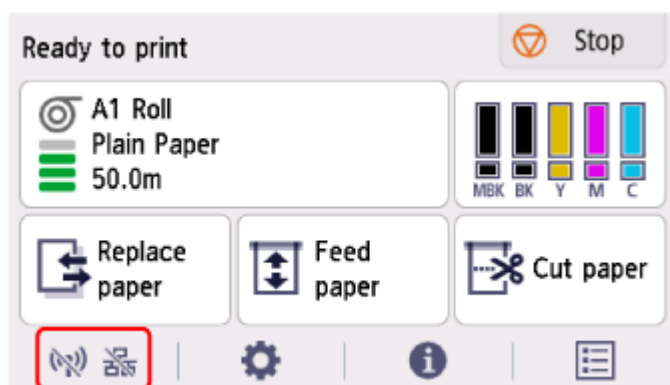 Ready to print
Stop
A1 Roll
Plain Paper
50.0m
MBK BK Y M C
Replace
paper
Feed
paper
Cut paper